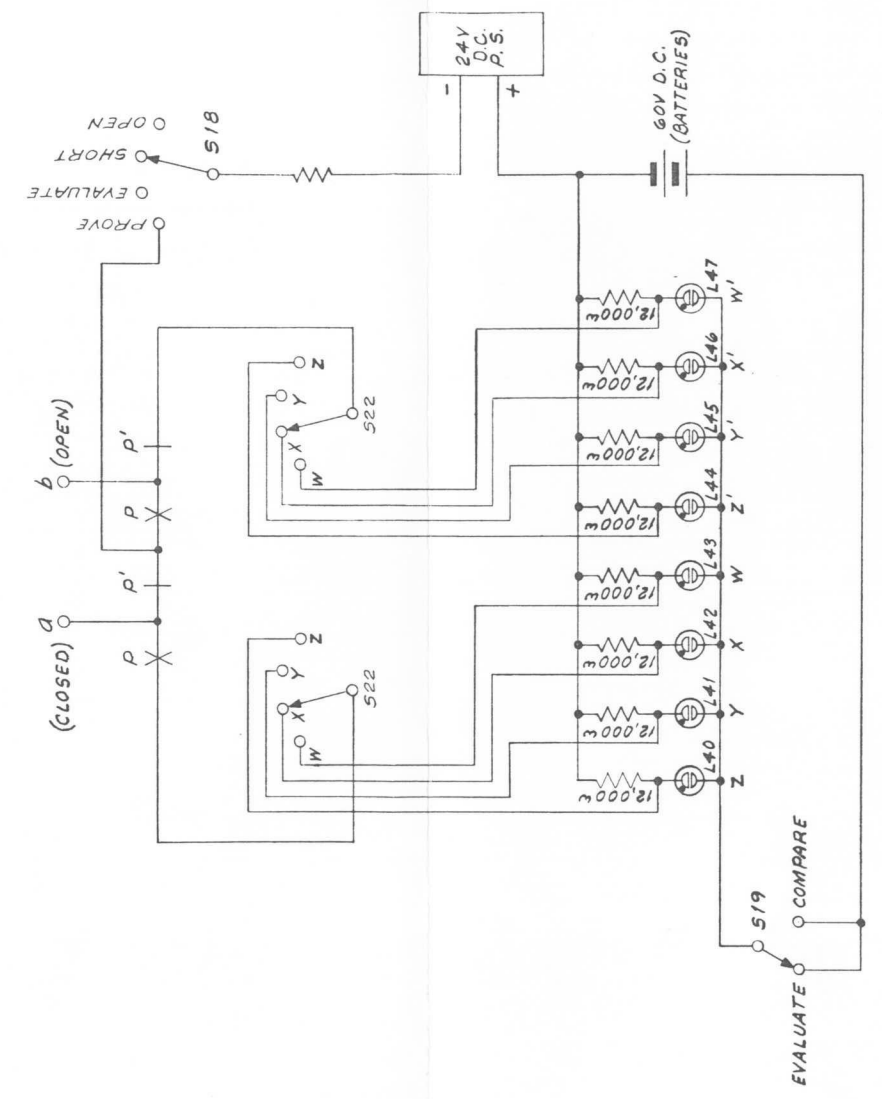 24V
D.C.
P.S.
-
+
60V D.C.
(BATTERIES)
OPEN
SHORT
EVALUATE
PROVE
S18
b (OPEN)
P'
P
P'
a
(CLOSED)
P
Z
Y
X
W
S22
Z
Y
X
W
S22
12,000ω
12,000ω
12,000ω
12,000ω
12,000ω
12,000ω
12,000ω
12,000ω
L47
W'
L46
X'
L45
Y'
L44
Z'
L43
W
L42
X
L41
Y
L40
Z
S19
COMPARE
EVALUATE